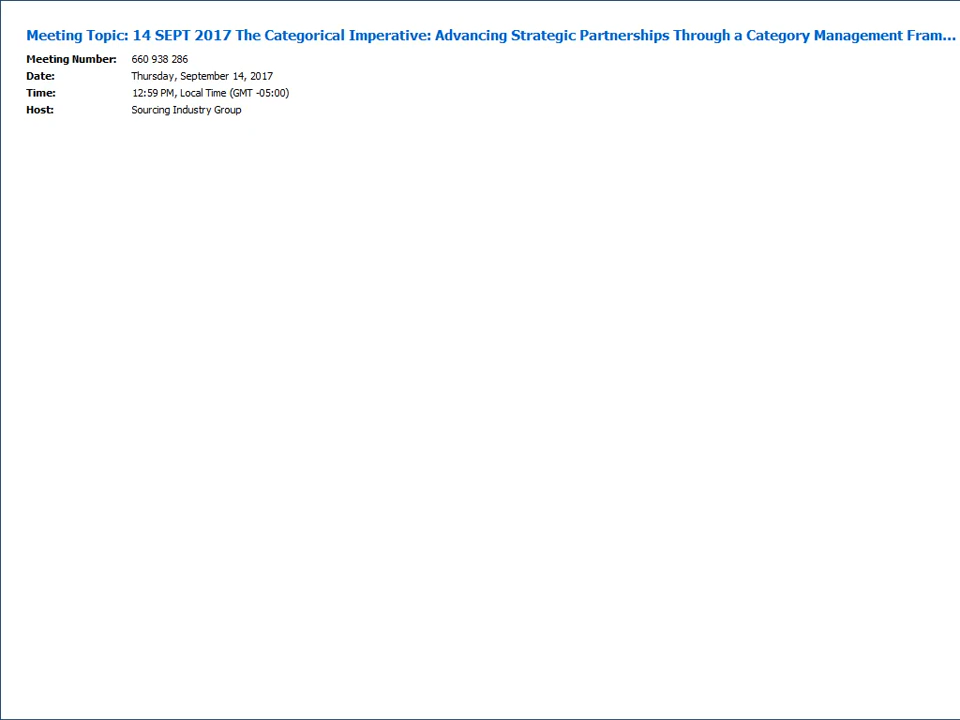 Meeting Topic: 14 SEPT 2017 The Categorical Imperative: Advancing Strategic Partnerships Through a Category Management Fram...
Meeting Number: 660 938 286
Date: Thursday, September 14, 2017
Time: 12:59 PM, Local Time (GMT -05:00)
Host: Sourcing Industry Group